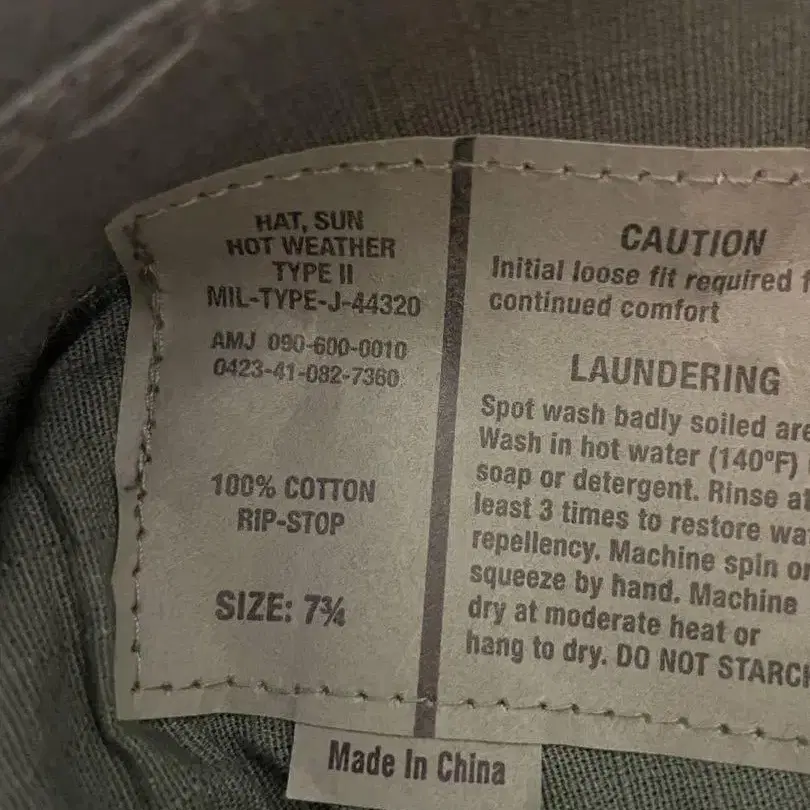 HAT, SUN
HOT WEATHER
TYPE II
MIL-TYPE-J-44320
AMJ 090-600-0010
0423-41-082-7360
100% COTTON
RIP-STOP
SIZE: 7¾
CAUTION
Initial loose fit required
continued comfort
LAUNDERING
Spot wash badly soiled
Wash in hot water (140ºF)
soap or detergent. Rinse at
least 3 times to restore
repellency. Machine spin or
squeeze by hand. Machine
dry at moderate heat or
hang to dry. DO NOT STARCH
Made In China